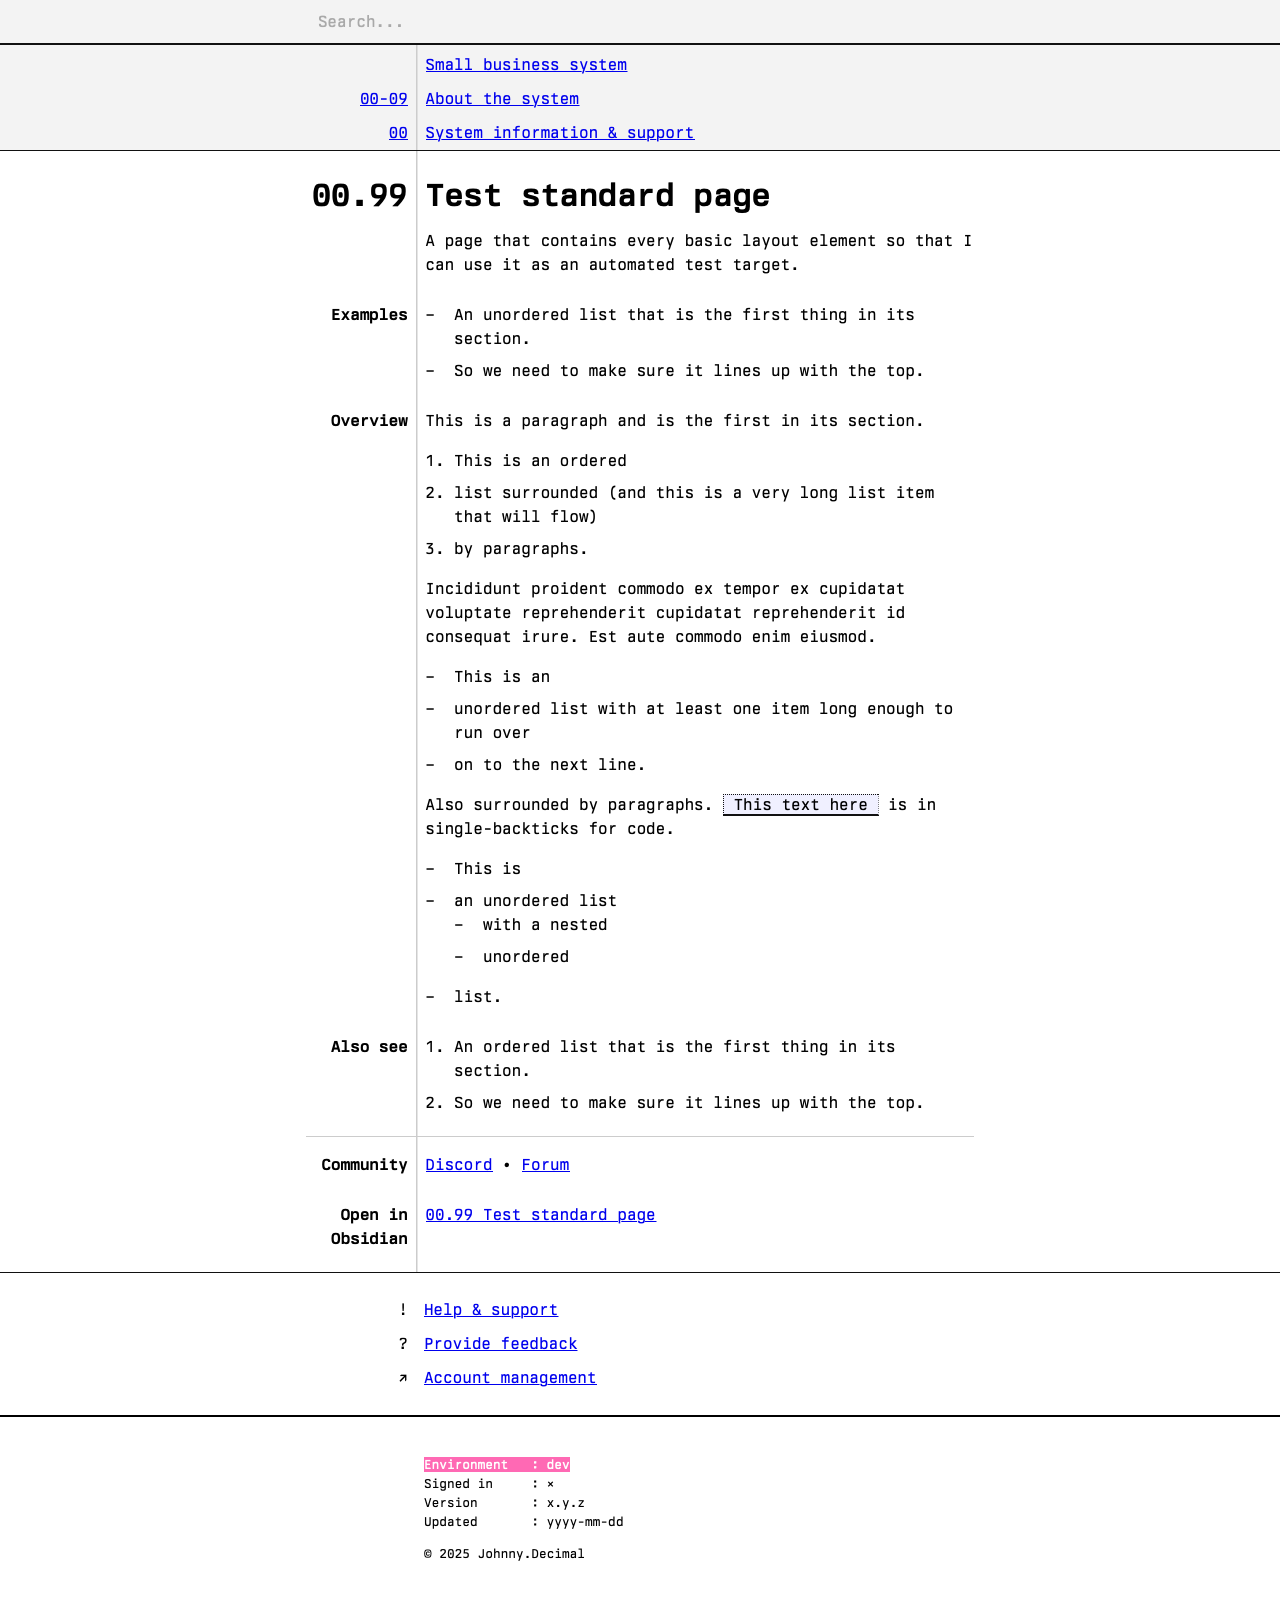 Search...
Small business system
00-09 About the system
00 System information & support
00.99 Test standard page
A page that contains every basic layout element so that I
can use it as an automated test target.
Examples – An unordered list that is the first thing in its
section.
– So we need to make sure it lines up with the top.
Overview This is a paragraph and is the first in its section.
1. This is an ordered
2. list surrounded (and this is a very long list item
that will flow)
3. by paragraphs.
Incididunt proident commodo ex tempor ex cupidatat
voluptate reprehenderit cupidatat reprehenderit id
consequat irure. Est aute commodo enim eiusmod.
– This is an
– unordered list with at least one item long enough to
run over
– on to the next line.
Also surrounded by paragraphs. This text here is in
single-backticks for code.
– This is
– an unordered list
– with a nested
– unordered
– list.
Also see 1. An ordered list that is the first thing in its
section.
2. So we need to make sure it lines up with the top.
Community Discord • Forum
Open in 00.99 Test standard page
Obsidian
! Help & support
? Provide feedback
↗ Account management
Environment : dev
Signed in : ×
Version : x.y.z
Updated : yyyy-mm-dd
© 2025 Johnny.Decimal